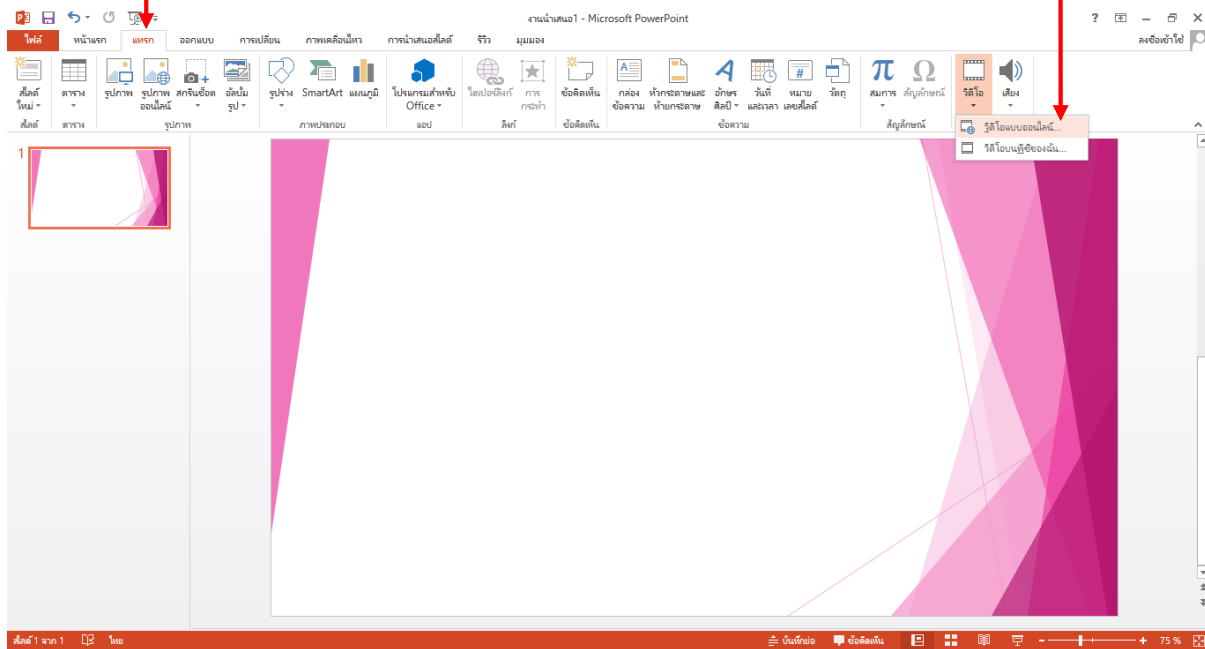 งานนำเสนอ1 - Microsoft PowerPoint
ไฟล์ หน้าแรก แทรก ออกแบบ การเปลี่ยน ภาพเคลื่อนไหว การนำเสนอสไลด์ รีวิว มุมมอง ลงชื่อเข้าใช้
สไลด์ ตาราง รูปภาพ รูปภาพ สกรีนช็อต อัลบั้ม รูปร่าง SmartArt แผนภูมิ โปรแกรมสำหรับ ไฮเปอร์ลิงก์ การ ข้อคิดเห็น กล่อง หัวกระดาษและ อักษร วันที่ หมาย วัตถุ สมการ สัญลักษณ์ วิดีโอ เสียง
ใหม่ ออนไลน์ รูป Office กระทำ ข้อความ ท้ายกระดาษ ศิลป์ และเวลา เลขสไลด์
สไลด์ ตาราง รูปภาพ ภาพประกอบ แอป ลิงก์ ข้อคิดเห็น ข้อความ สัญลักษณ์
วิดีโอแบบออนไลน์...
วิดีโอบนพีซีของฉัน...
1
สไลด์ 1 จาก 1 ไทย บันทึกย่อ ข้อคิดเห็น 75 %